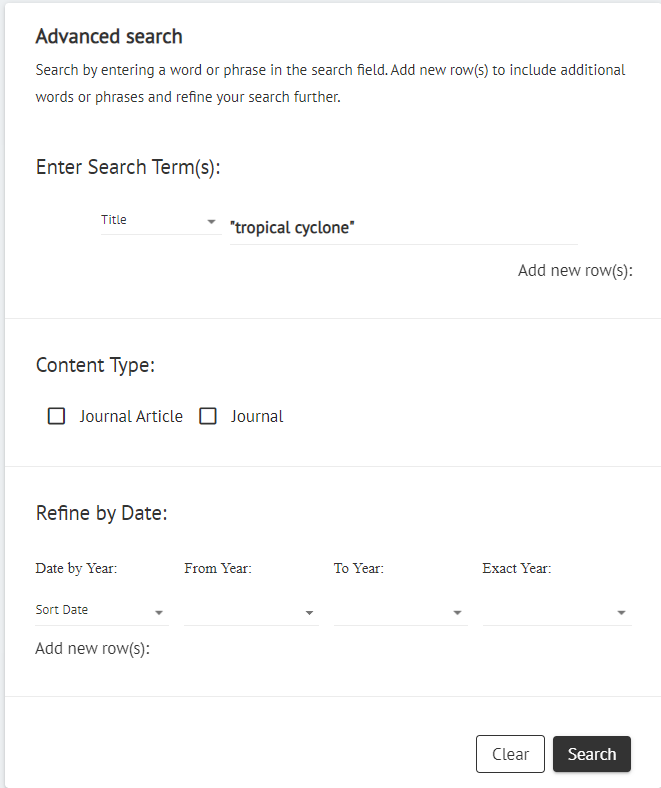 Advanced search
Search by entering a word or phrase in the search field. Add new row(s) to include additional
words or phrases and refine your search further.
Enter Search Term(s):
Title
"tropical cyclone"
Add new row(s):
Content Type:
Journal Article Journal
Refine by Date:
Date by Year: From Year: To Year: Exact Year:
Sort Date
Add new row(s):
Clear Search